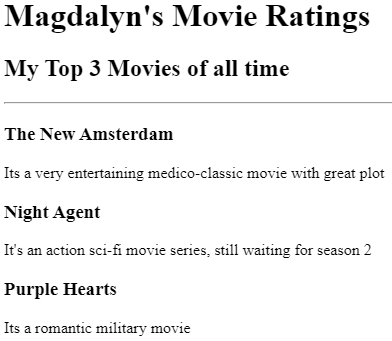 Magdalyn's Movie Ratings
My Top 3 Movies of all time
The New Amsterdam
Its a very entertaining medico-classic movie with great plot
Night Agent
It's an action sci-fi movie series, still waiting for season 2
Purple Hearts
Its a romantic military movie